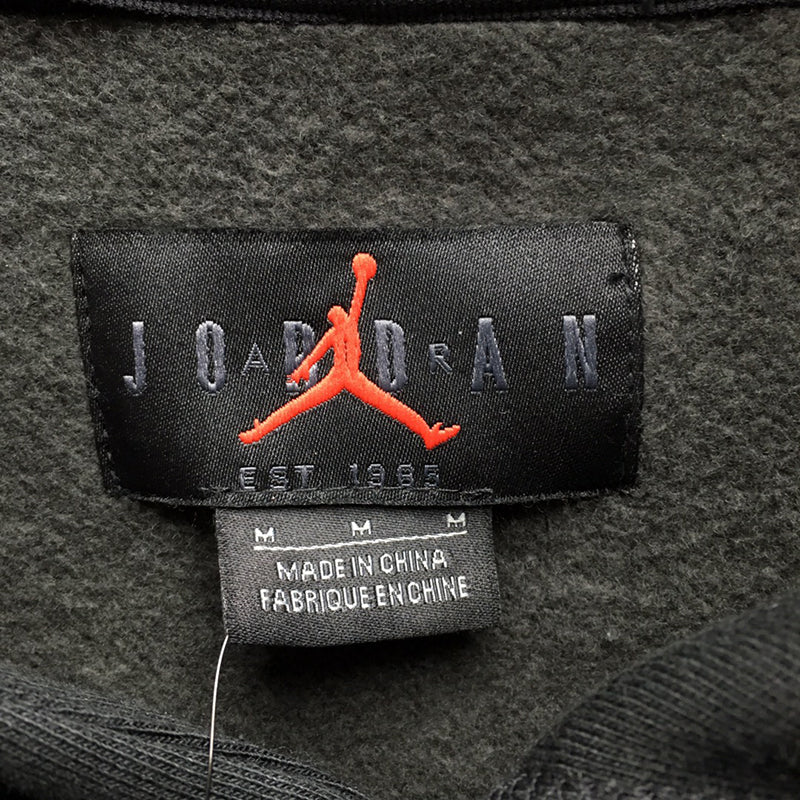 JORDAN
AIR
EST 1985
M M M
MADE IN CHINA
FABRIQUE EN CHINE